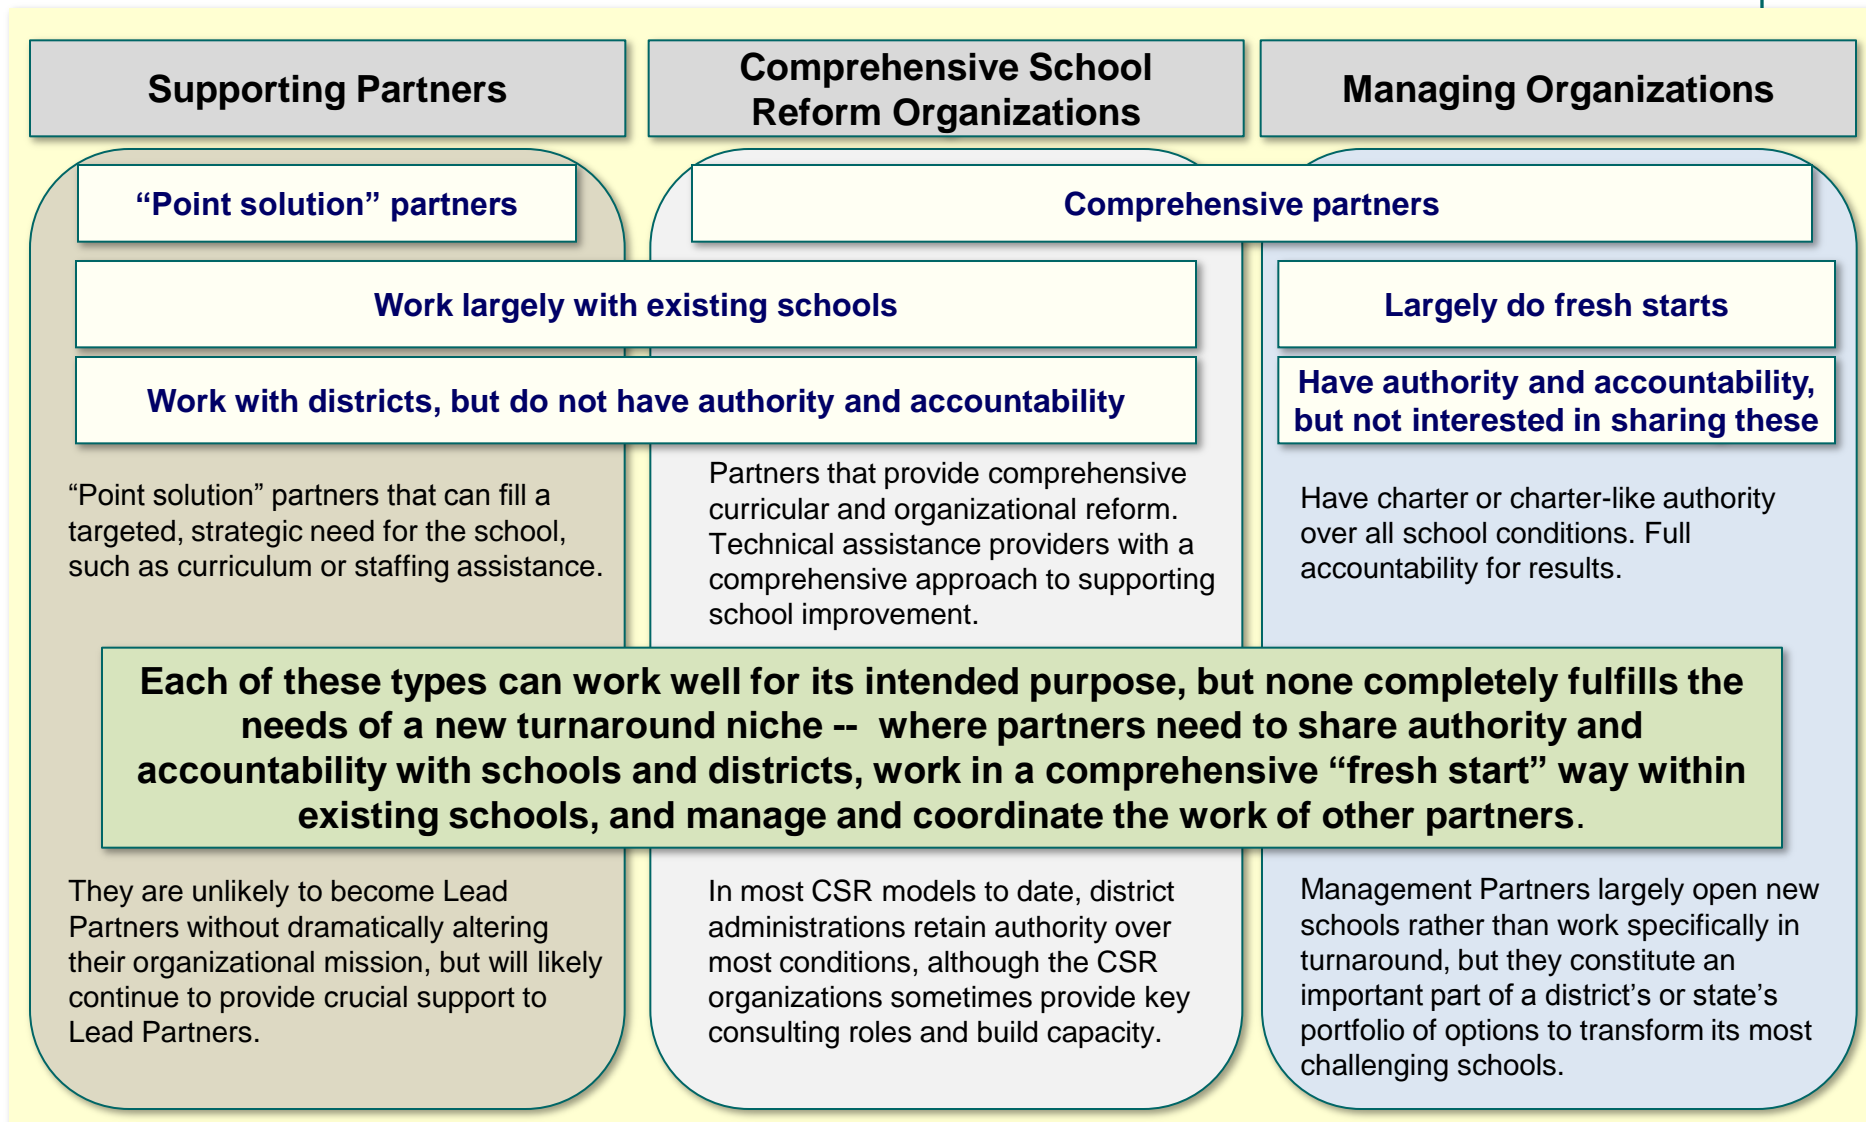 Supporting Partners
Comprehensive School
Reform Organizations
Managing Organizations
“Point solution” partners
Comprehensive partners
Work largely with existing schools
Largely do fresh starts
Work with districts, but do not have authority and accountability
Have authority and accountability,
but not interested in sharing these
“Point solution” partners that can fill a
targeted, strategic need for the school,
such as curriculum or staffing assistance.
Partners that provide comprehensive
curricular and organizational reform.
Technical assistance providers with a
comprehensive approach to supporting
school improvement.
Have charter or charter-like authority
over all school conditions. Full
accountability for results.
Each of these types can work well for its intended purpose, but none completely fulfills the
needs of a new turnaround niche -- where partners need to share authority and
accountability with schools and districts, work in a comprehensive “fresh start” way within
existing schools, and manage and coordinate the work of other partners.
They are unlikely to become Lead
Partners without dramatically altering
their organizational mission, but will likely
continue to provide crucial support to
Lead Partners.
In most CSR models to date, district
administrations retain authority over
most conditions, although the CSR
organizations sometimes provide key
consulting roles and build capacity.
Management Partners largely open new
schools rather than work specifically in
turnaround, but they constitute an
important part of a district’s or state’s
portfolio of options to transform its most
challenging schools.